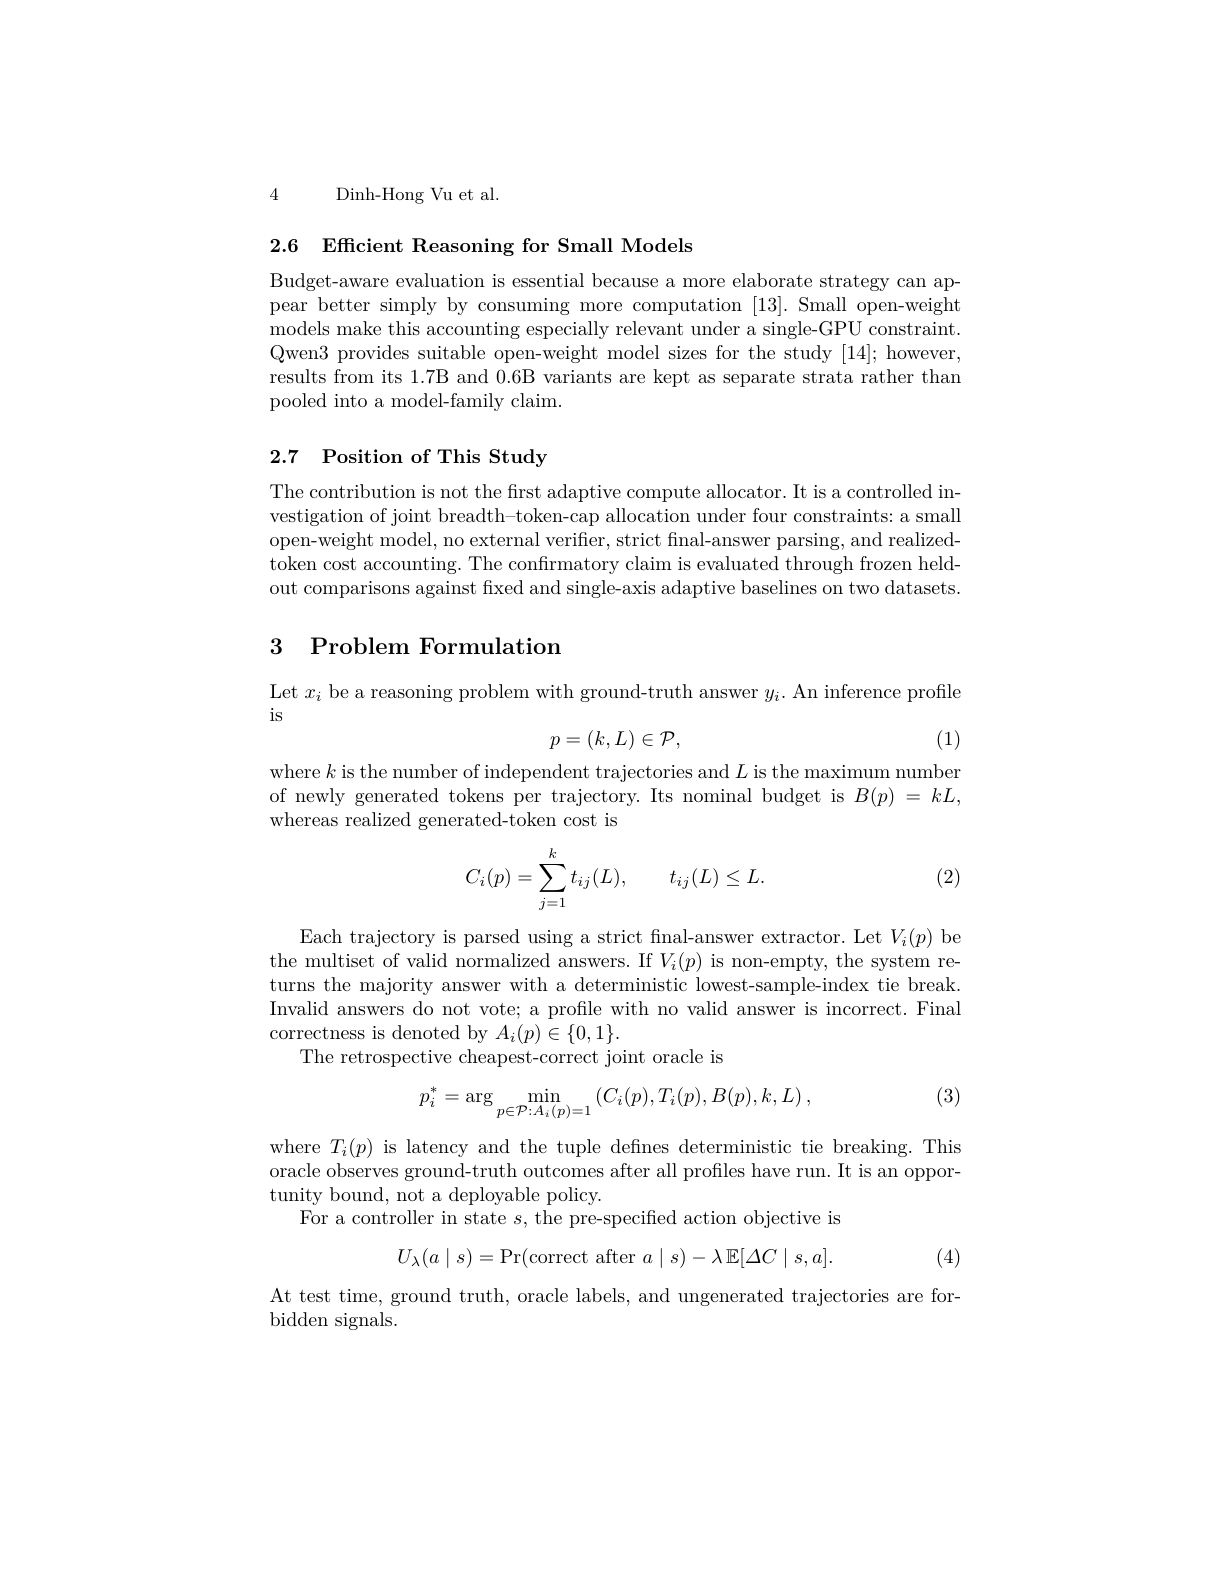 4 Dinh-Hong Vu et al.
2.6 Efficient Reasoning for Small Models
Budget-aware evaluation is essential because a more elaborate strategy can ap-
pear better simply by consuming more computation [13]. Small open-weight
models make this accounting especially relevant under a single-GPU constraint.
Qwen3 provides suitable open-weight model sizes for the study [14]; however,
results from its 1.7B and 0.6B variants are kept as separate strata rather than
pooled into a model-family claim.
2.7 Position of This Study
The contribution is not the first adaptive compute allocator. It is a controlled in-
vestigation of joint breadth–token-cap allocation under four constraints: a small
open-weight model, no external verifier, strict final-answer parsing, and realized-
token cost accounting. The confirmatory claim is evaluated through frozen held-
out comparisons against fixed and single-axis adaptive baselines on two datasets.
3 Problem Formulation
Let $x_i$ be a reasoning problem with ground-truth answer $y_i$. An inference profile
is
$p = (k, L) \in \mathcal{P},$ (1)
where $k$ is the number of independent trajectories and $L$ is the maximum number
of newly generated tokens per trajectory. Its nominal budget is $B(p) = kL$,
whereas realized generated-token cost is
$C_i(p) = \sum_{j=1}^{k} t_{ij}(L), \qquad t_{ij}(L) \leq L.$ (2)
Each trajectory is parsed using a strict final-answer extractor. Let $V_i(p)$ be
the multiset of valid normalized answers. If $V_i(p)$ is non-empty, the system re-
turns the majority answer with a deterministic lowest-sample-index tie break.
Invalid answers do not vote; a profile with no valid answer is incorrect. Final
correctness is denoted by $A_i(p) \in \{0, 1\}$.
The retrospective cheapest-correct joint oracle is
$p_i^* = \arg \min_{p \in \mathcal{P}: A_i(p)=1} (C_i(p), T_i(p), B(p), k, L),$ (3)
where $T_i(p)$ is latency and the tuple defines deterministic tie breaking. This
oracle observes ground-truth outcomes after all profiles have run. It is an oppor-
tunity bound, not a deployable policy.
For a controller in state $s$, the pre-specified action objective is
$U_\lambda(a \mid s) = \Pr(\text{correct after } a \mid s) - \lambda \, \mathbb{E}[\Delta C \mid s, a].$ (4)
At test time, ground truth, oracle labels, and ungenerated trajectories are for-
bidden signals.